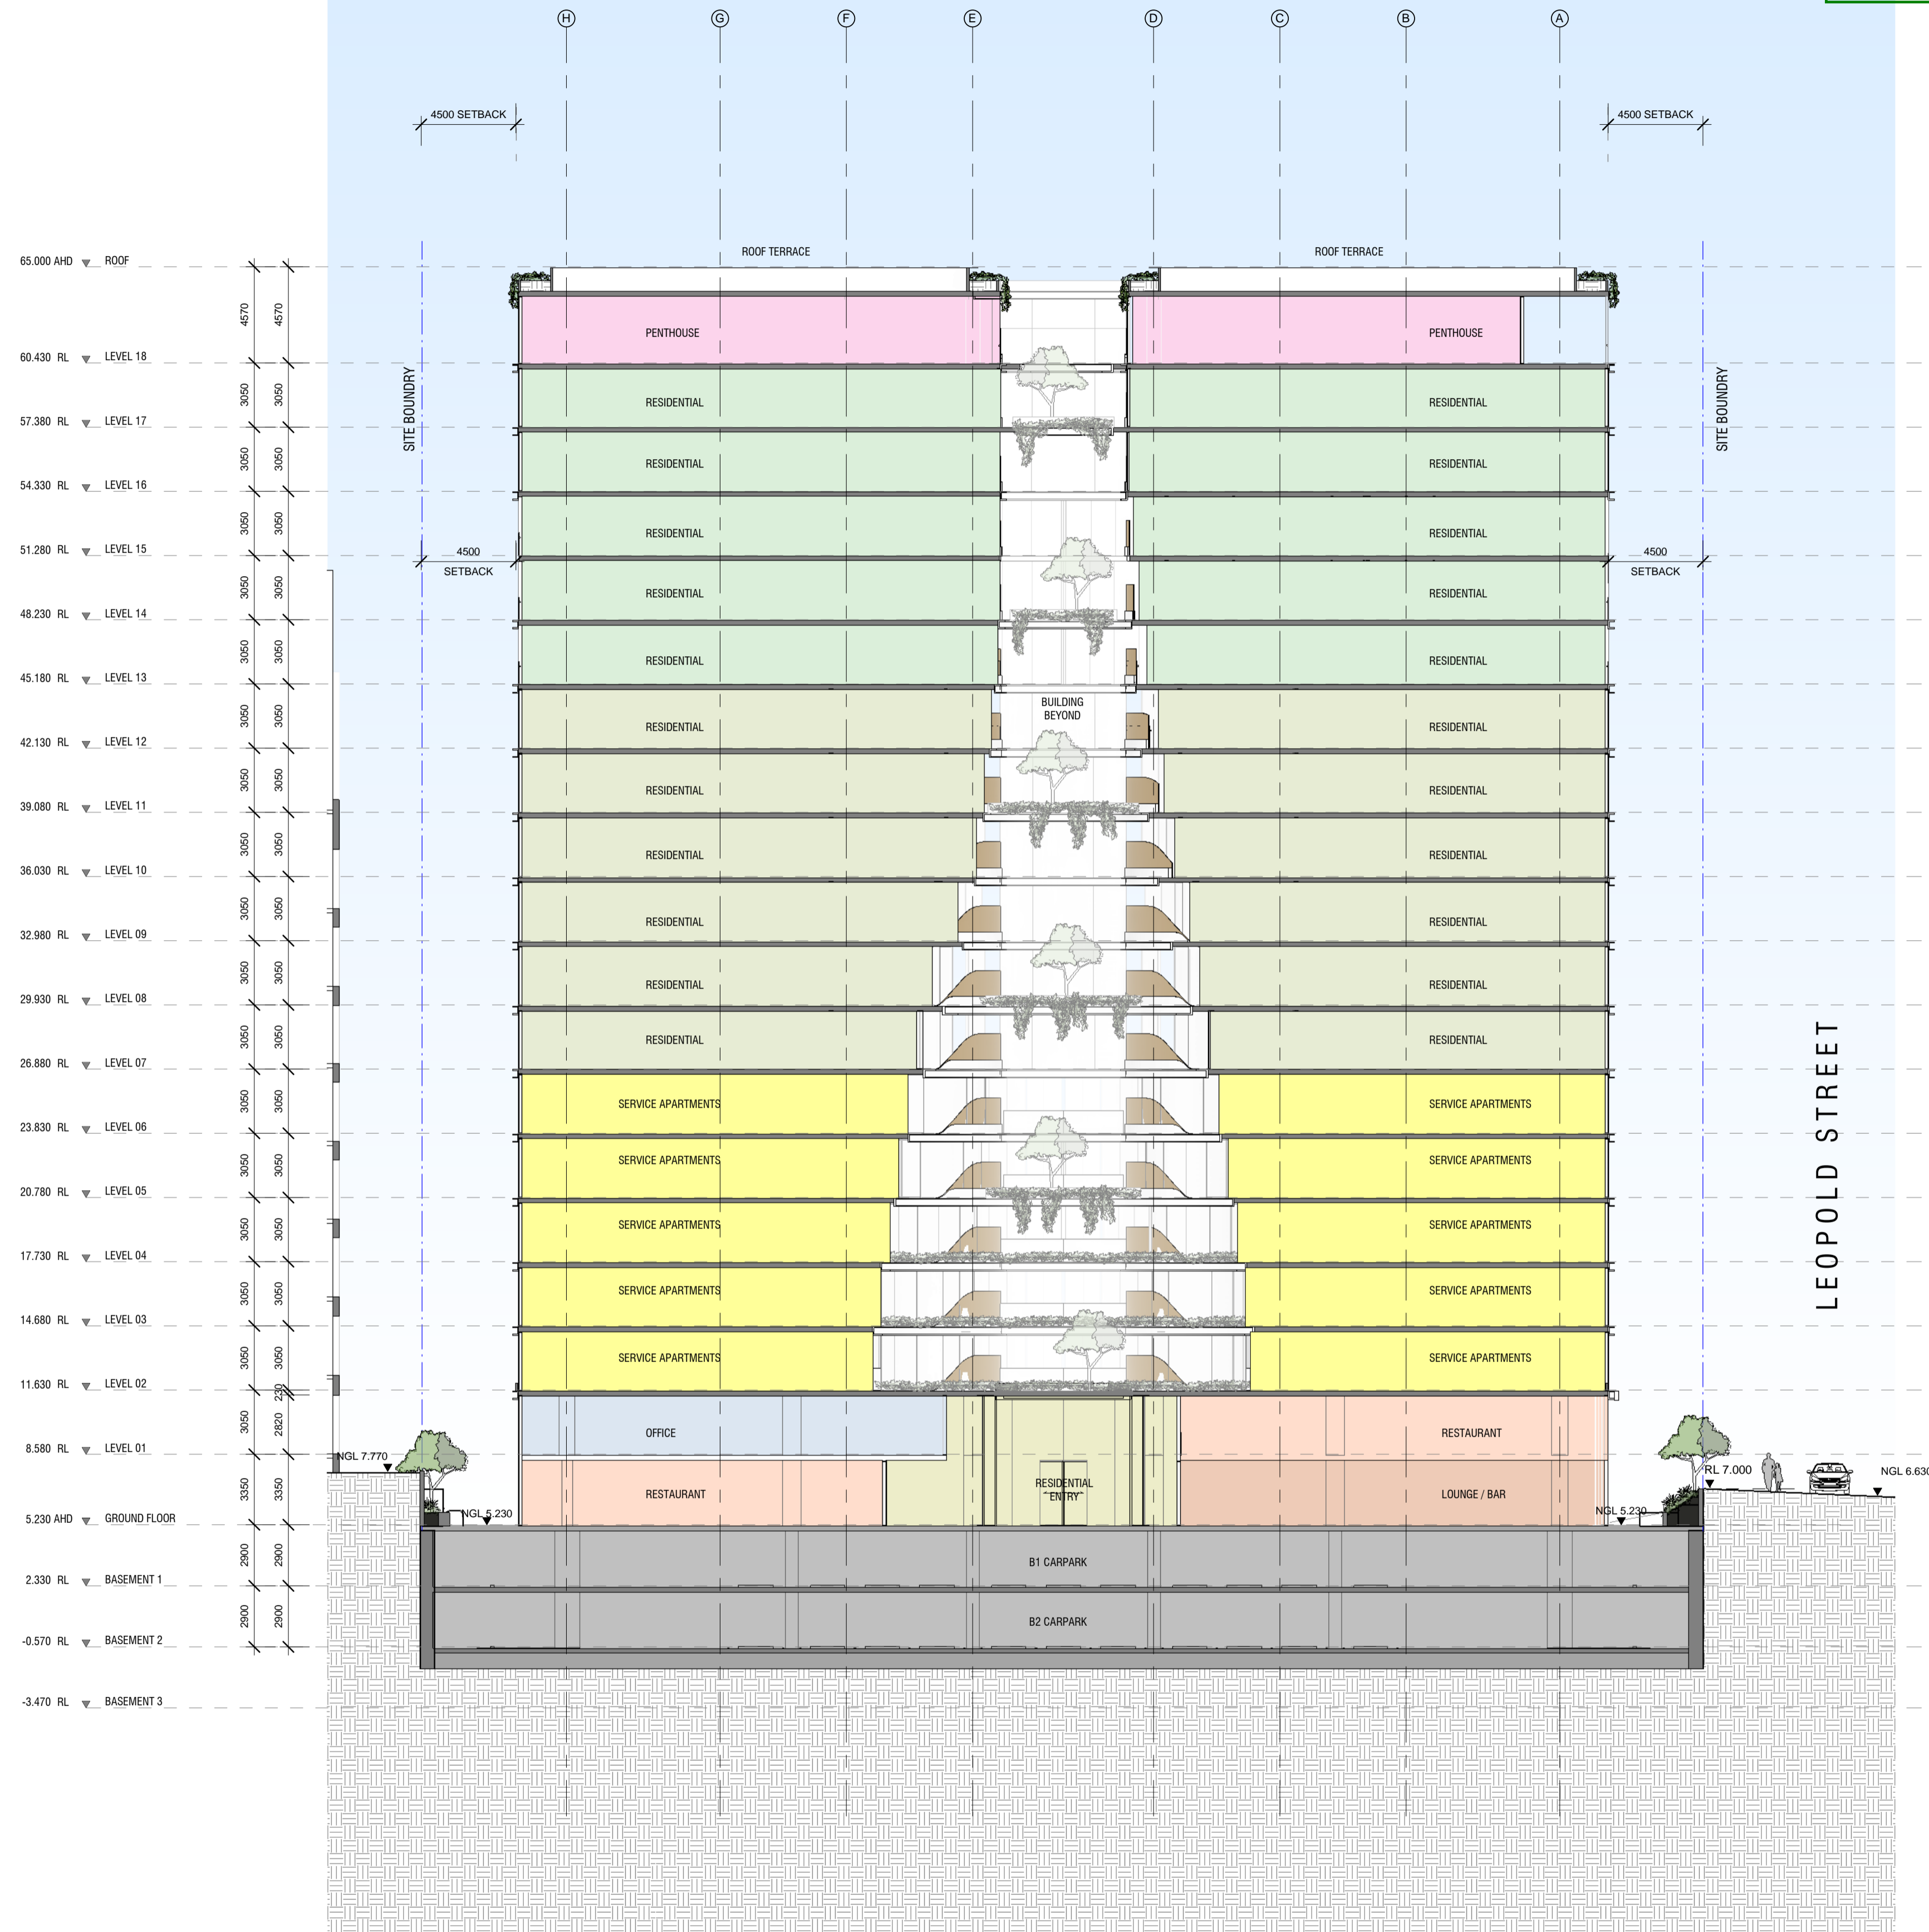 H G F E D C B A
4500 SETBACK 4500 SETBACK
ROOF TERRACE ROOF TERRACE
65.000 AHD ROOF
4570 4570
PENTHOUSE PENTHOUSE
60.430 RL LEVEL 18
3050 3050
RESIDENTIAL RESIDENTIAL
SITE BOUNDRY SITE BOUNDRY
57.380 RL LEVEL 17
3050 3050
RESIDENTIAL RESIDENTIAL
54.330 RL LEVEL 16
3050 3050
RESIDENTIAL RESIDENTIAL
51.280 RL LEVEL 15
4500 4500
SETBACK SETBACK
3050 3050
RESIDENTIAL RESIDENTIAL
48.230 RL LEVEL 14
3050 3050
RESIDENTIAL RESIDENTIAL
45.180 RL LEVEL 13
BUILDING
BEYOND
3050 3050
RESIDENTIAL RESIDENTIAL
42.130 RL LEVEL 12
3050 3050
RESIDENTIAL RESIDENTIAL
39.080 RL LEVEL 11
3050 3050
RESIDENTIAL RESIDENTIAL
36.030 RL LEVEL 10
3050 3050
RESIDENTIAL RESIDENTIAL
32.980 RL LEVEL 09
3050 3050
RESIDENTIAL RESIDENTIAL
29.930 RL LEVEL 08
3050 3050
RESIDENTIAL RESIDENTIAL
26.880 RL LEVEL 07
3050 3050
SERVICE APARTMENTS SERVICE APARTMENTS
LEOPOLD STREET
23.830 RL LEVEL 06
3050 3050
SERVICE APARTMENTS SERVICE APARTMENTS
20.780 RL LEVEL 05
3050 3050
SERVICE APARTMENTS SERVICE APARTMENTS
17.730 RL LEVEL 04
3050 3050
SERVICE APARTMENTS SERVICE APARTMENTS
14.680 RL LEVEL 03
3050 3050
SERVICE APARTMENTS SERVICE APARTMENTS
11.630 RL LEVEL 02
230
3050 2820
OFFICE RESTAURANT
8.580 RL LEVEL 01
NGL 7.770
RL 7.000 NGL 6.630
3350 3350
RESTAURANT RESIDENTIAL LOUNGE / BAR
ENTRY
NGL 5.230 NGL 5.230
5.230 AHD GROUND FLOOR
2900 2900
B1 CARPARK
2.330 RL BASEMENT 1
2900 2900
B2 CARPARK
-0.570 RL BASEMENT 2
-3.470 RL BASEMENT 3